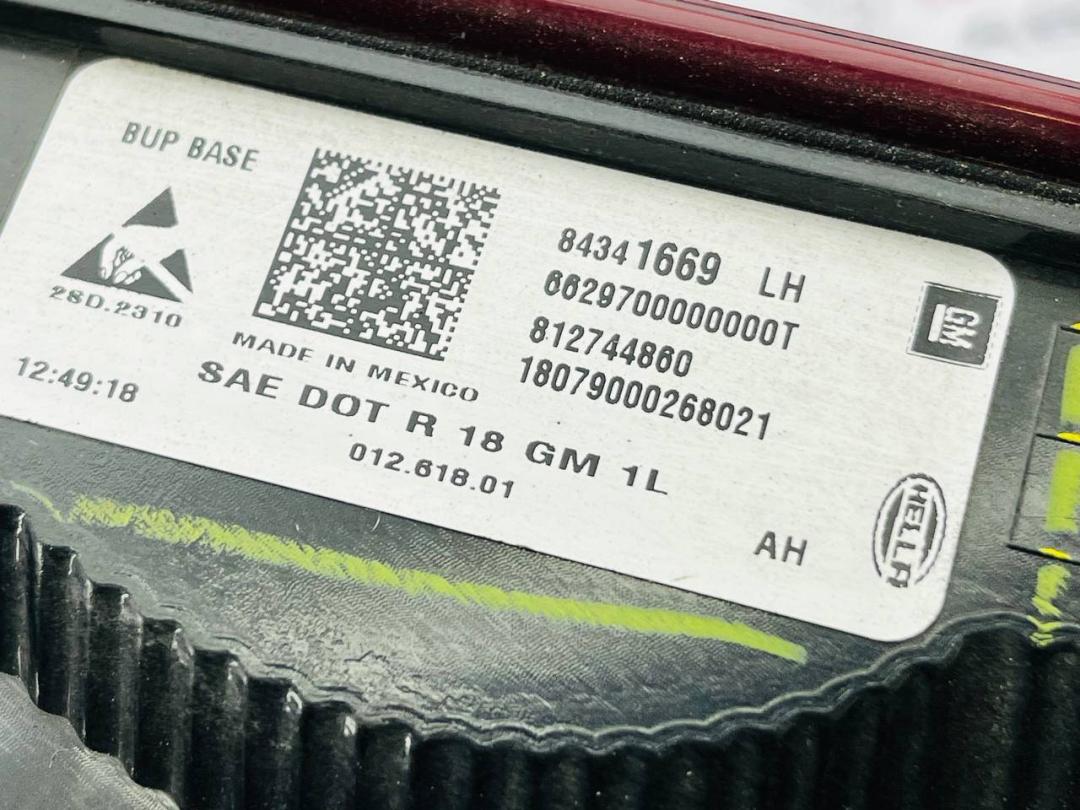 BUP BASE
28D.2310
12:49:18
MADE IN MEXICO
SAE DOT R 18 GM 1L
012.618.01
84341669 LH
66297000000000T
812744860
18079000268021
GM
AH
HELLA